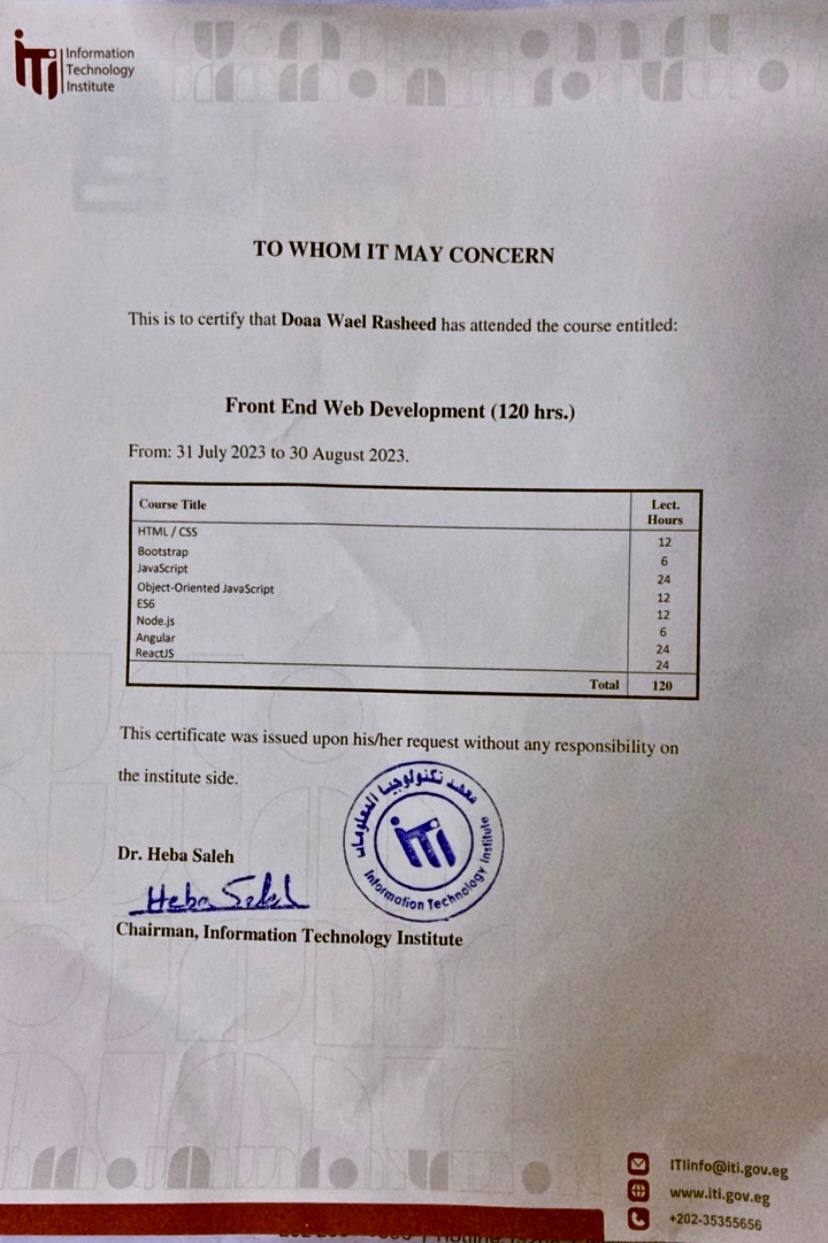 iTi
Information
Technology
Institute
TO WHOM IT MAY CONCERN
This is to certify that Doaa Wael Rasheed has attended the course entitled:
Front End Web Development (120 hrs.)
From: 31 July 2023 to 30 August 2023.
Course Title Lect. Hours
HTML / CSS 12
Bootstrap 6
JavaScript 24
Object-Oriented JavaScript 12
ES6 12
Node.js 6
Angular 24
ReactJS 24
Total 120
This certificate was issued upon his/her request without any responsibility on
the institute side.
معهد تكنولوجيا المعلومات
iTi
Information Technology Institute
Dr. Heba Saleh
Heba Saleh
Chairman, Information Technology Institute
ITIinfo@iti.gov.eg
www.iti.gov.eg
+202-35355656